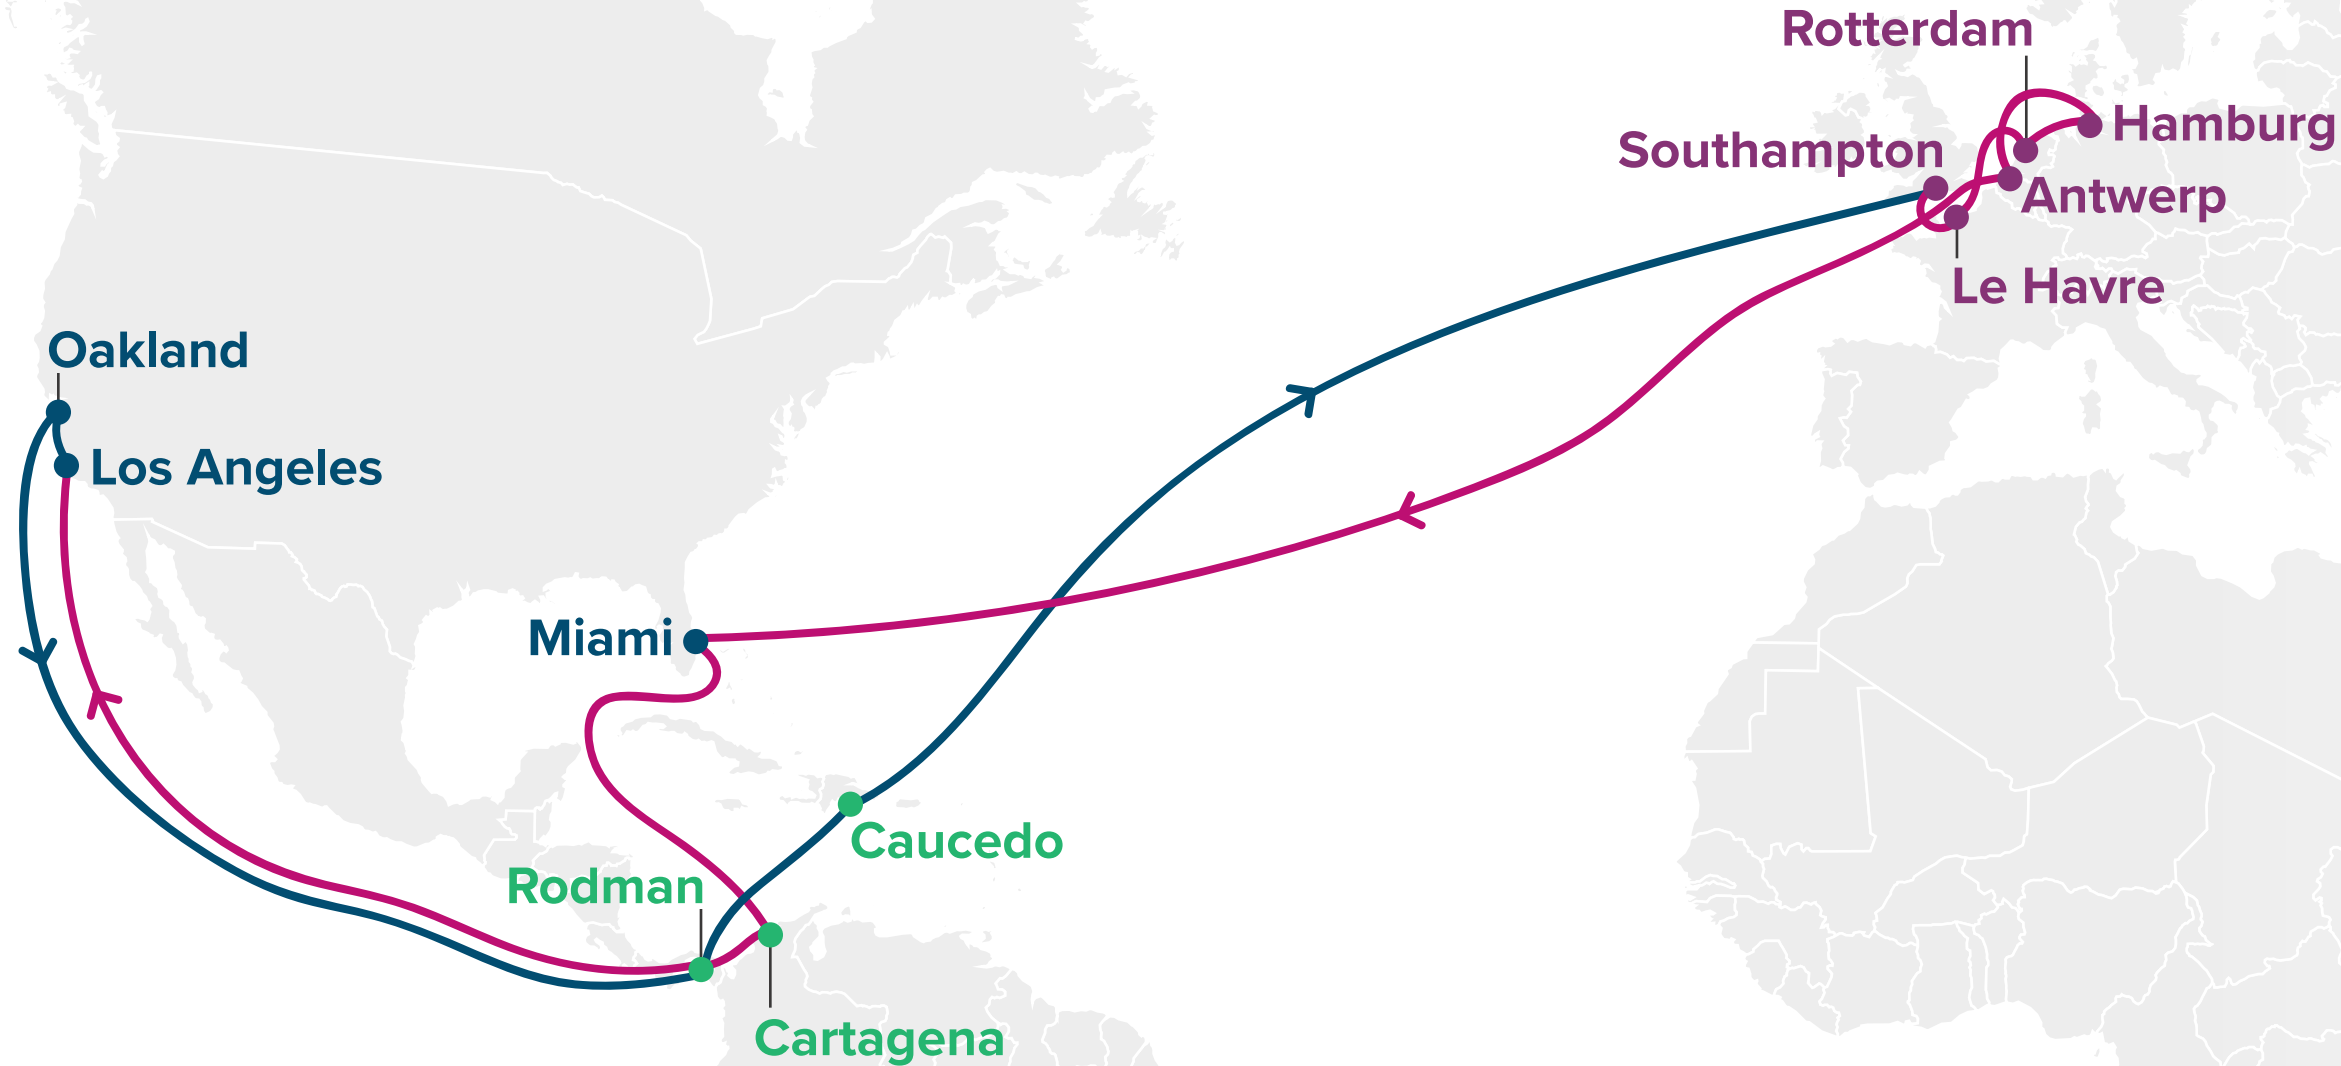 Rotterdam
Hamburg
Southampton
Antwerp
Le Havre
Oakland
Los Angeles
Miami
Caucedo
Rodman
Cartagena